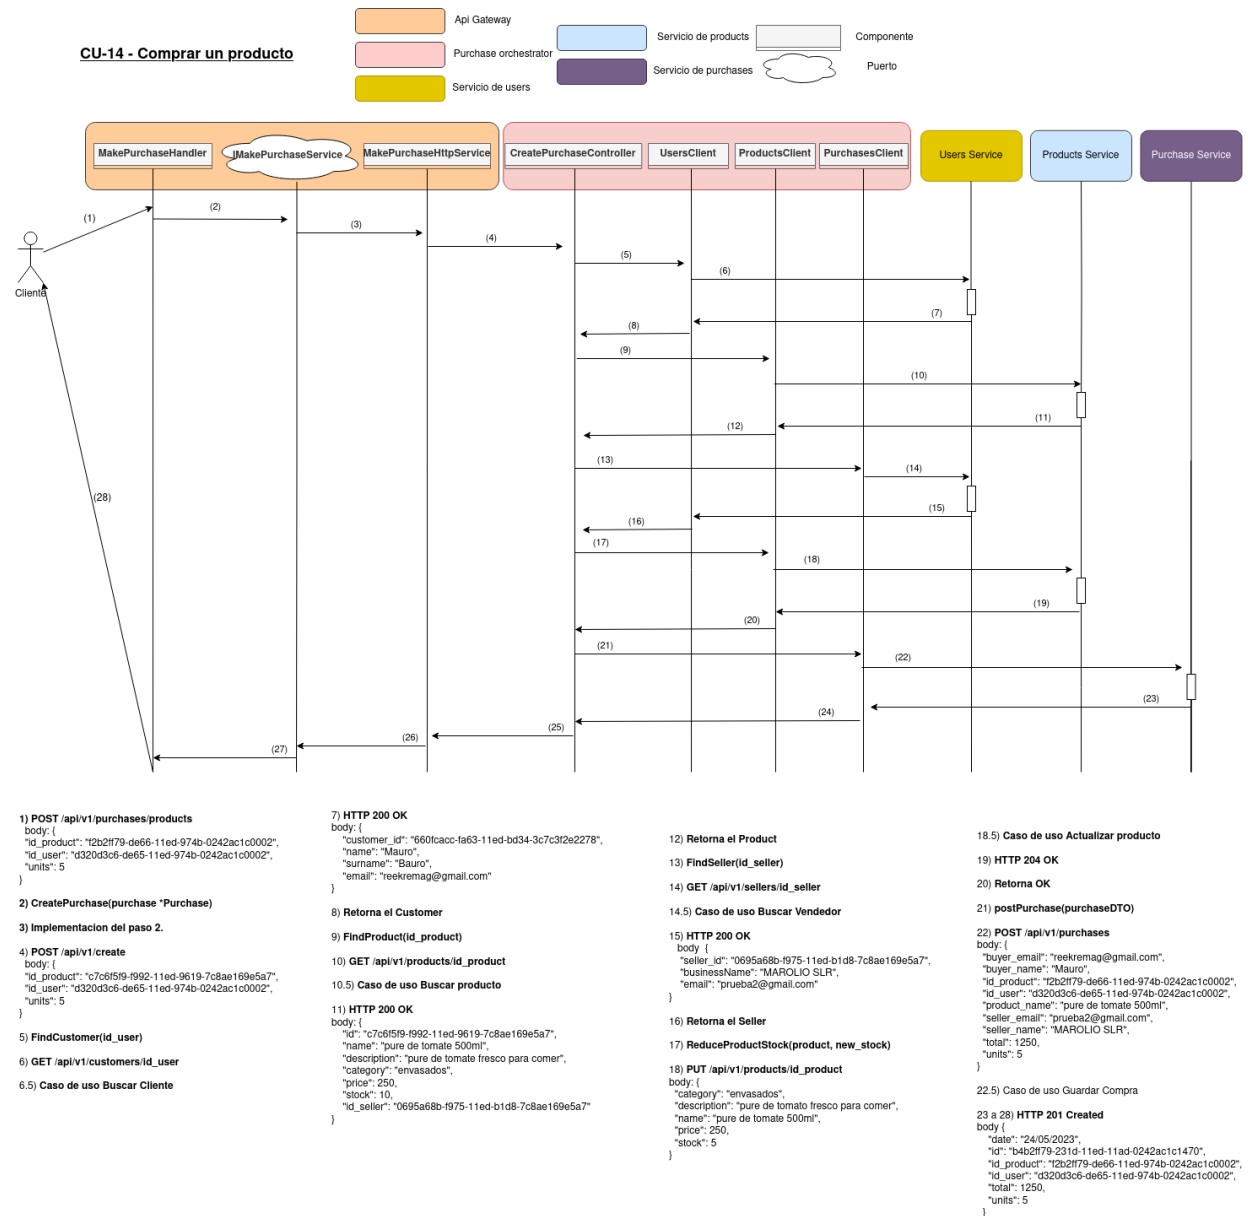 CU-14 - Comprar un producto
Api Gateway
Purchase orchestrator
Servicio de users
Servicio de products
Servicio de purchases
Componente
Puerto
MakePurchaseHandler
IMakePurchaseService
MakePurchaseHttpService
CreatePurchaseController
UsersClient
ProductsClient
PurchasesClient
Users Service
Products Service
Purchase Service
Cliente
(1)
(2)
(3)
(4)
(5)
(6)
(7)
(8)
(9)
(10)
(11)
(12)
(13)
(14)
(15)
(16)
(17)
(18)
(19)
(20)
(21)
(22)
(23)
(24)
(25)
(26)
(27)
(28)
1) POST /api/v1/purchases/products
body: {
"id_product": "f2b2ff79-de66-11ed-974b-0242ac1c0002",
"id_user": "d320d3c6-de65-11ed-974b-0242ac1c0002",
"units": 5
}
2) CreatePurchase(purchase *Purchase)
3) Implementacion del paso 2.
4) POST /api/v1/create
body: {
"id_product": "c7c6f5f9-f992-11ed-9619-7c8ae169e5a7",
"id_user": "d320d3c6-de65-11ed-974b-0242ac1c0002",
"units": 5
}
5) FindCustomer(id_user)
6) GET /api/v1/customers/id_user
6.5) Caso de uso Buscar Cliente
7) HTTP 200 OK
body: {
"customer_id": "660fcacc-fa63-11ed-bd34-3c7c3f2e2278",
"name": "Mauro",
"surname": "Bauro",
"email": "reekremag@gmail.com"
}
8) Retorna el Customer
9) FindProduct(id_product)
10) GET /api/v1/products/id_product
10.5) Caso de uso Buscar producto
11) HTTP 200 OK
body: {
"id": "c7c6f5f9-f992-11ed-9619-7c8ae169e5a7",
"name": "pure de tomate 500ml",
"description": "pure de tomate fresco para comer",
"category": "envasados",
"price": 250,
"stock": 10,
"id_seller": "0695a68b-f975-11ed-b1d8-7c8ae169e5a7"
}
12) Retorna el Product
13) FindSeller(id_seller)
14) GET /api/v1/sellers/id_seller
14.5) Caso de uso Buscar Vendedor
15) HTTP 200 OK
body {
"seller_id": "0695a68b-f975-11ed-b1d8-7c8ae169e5a7",
"businessName": "MAROLIO SLR",
"email": "prueba2@gmail.com"
}
16) Retorna el Seller
17) ReduceProductStock(product, new_stock)
18) PUT /api/v1/products/id_product
body: {
"category": "envasados",
"description": "pure de tomato fresco para comer",
"name": "pure de tomate 500ml",
"price": 250,
"stock": 5
}
18.5) Caso de uso Actualizar producto
19) HTTP 204 OK
20) Retorna OK
21) postPurchase(purchaseDTO)
22) POST /api/v1/purchases
body: {
"buyer_email": "reekremag@gmail.com",
"buyer_name": "Mauro",
"id_product": "f2b2ff79-de66-11ed-974b-0242ac1c0002",
"id_user": "d320d3c6-de65-11ed-974b-0242ac1c0002",
"product_name": "pure de tomate 500ml",
"seller_email": "prueba2@gmail.com",
"seller_name": "MAROLIO SLR",
"total": 1250,
"units": 5
}
22.5) Caso de uso Guardar Compra
23 a 28) HTTP 201 Created
body {
"date": "24/05/2023",
"id": "b4b2ff79-231d-11ed-11ad-0242ac1c1470",
"id_product": "f2b2ff79-de66-11ed-974b-0242ac1c0002",
"id_user": "d320d3c6-de65-11ed-974b-0242ac1c0002",
"total": 1250,
"units": 5
}